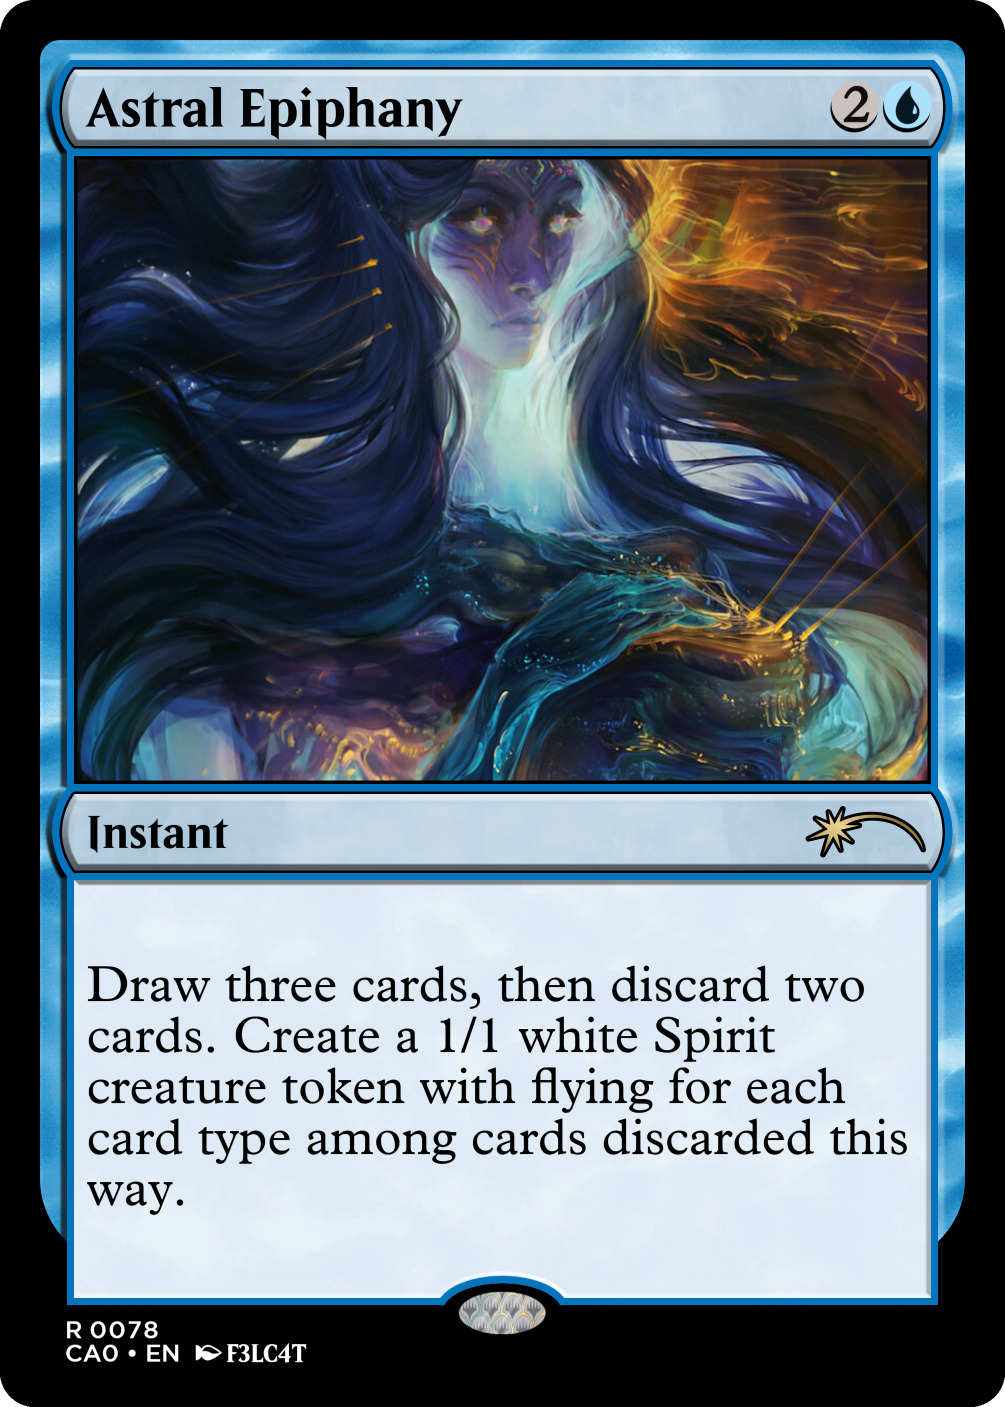 Astral Epiphany 2
Instant
Draw three cards, then discard two
cards. Create a 1/1 white Spirit
creature token with flying for each
card type among cards discarded this
way.
R 0078
CAO • EN F3LC4T